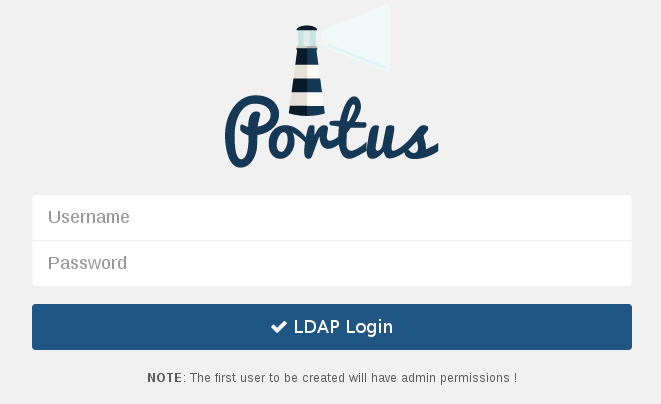 Portus
Username
Password
LDAP Login
NOTE: The first user to be created will have admin permissions !